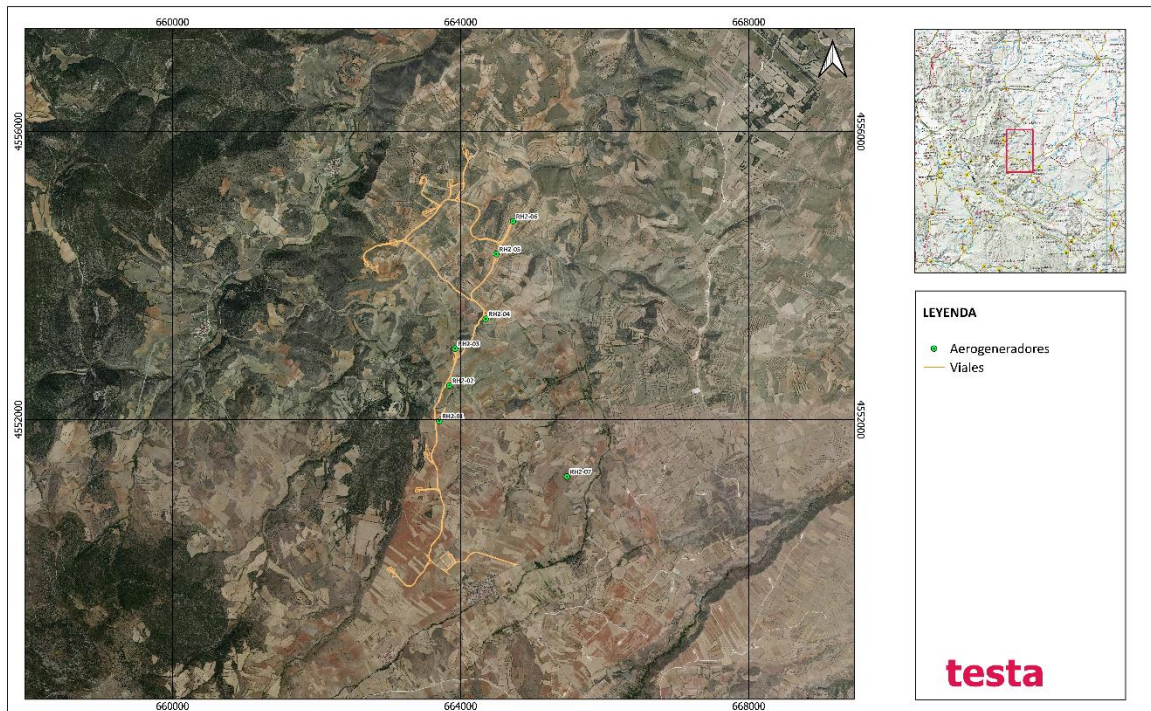 660000 664000 668000
4556000 4556000
RH2-06
RH2-05
RH2-04
RH2-03
RH2-02
4552000 4552000
RH2-01
RH2-07
660000 664000 668000
LEYENDA
Aerogeneradores
Viales
testa